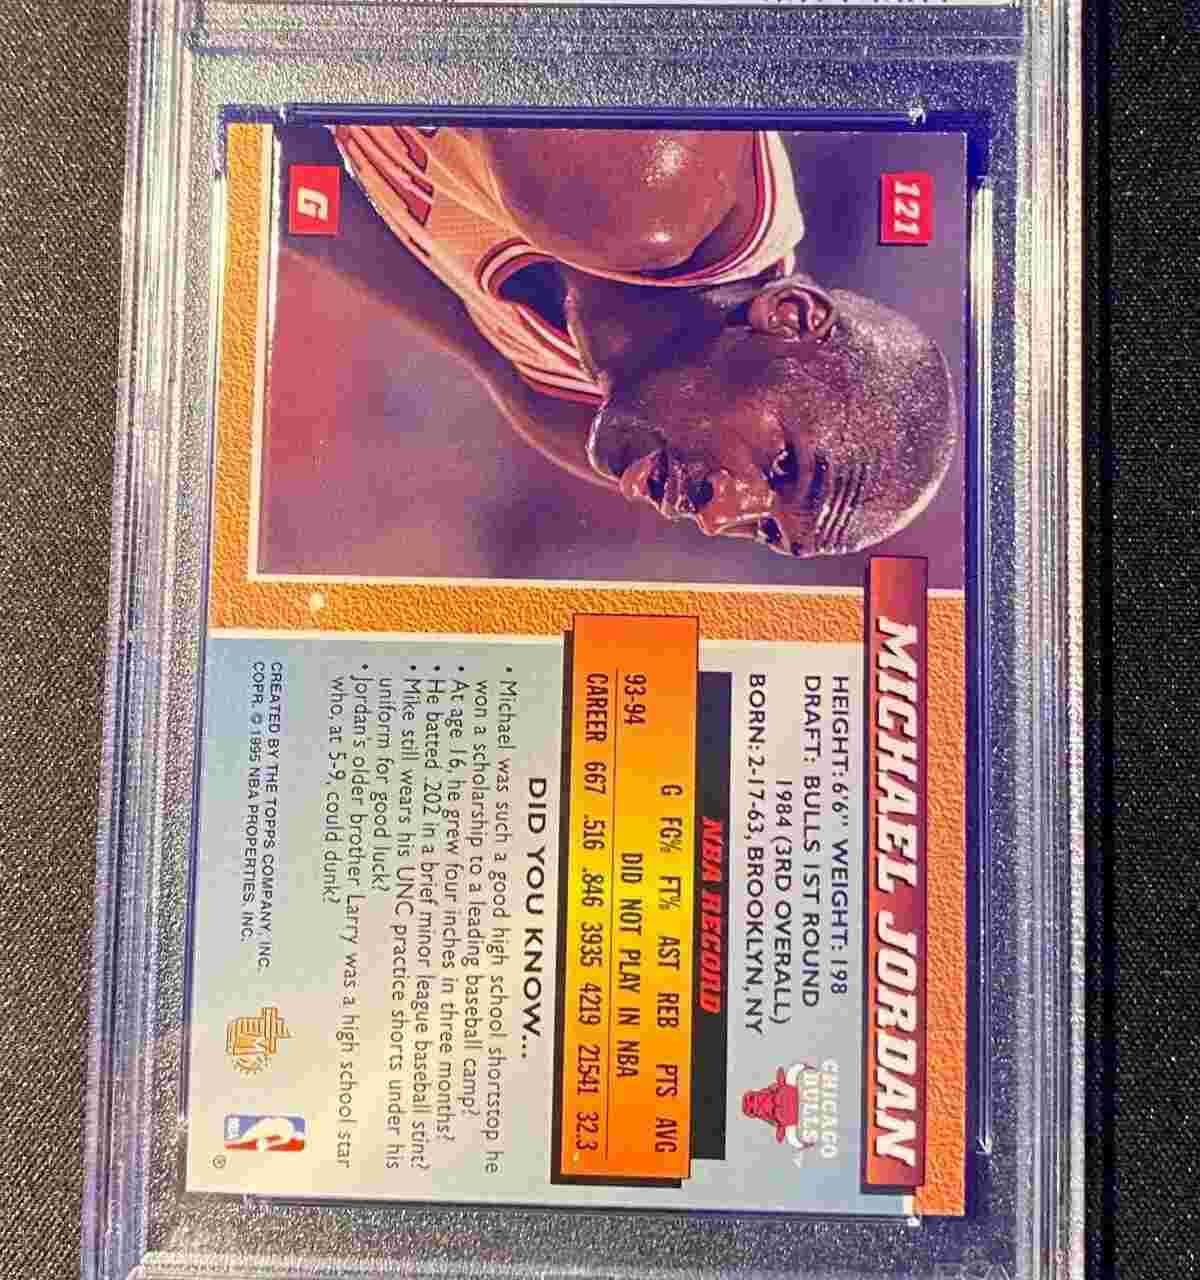 121
G
MICHAEL JORDAN
HEIGHT: 6'6" WEIGHT: 198
DRAFT: BULLS 1ST ROUND
1984 (3RD OVERALL)
BORN: 2-17-63, BROOKLYN, NY
CHICAGO
BULLS
NBA RECORD
G FG% FT% AST REB PTS AVG
93-94 DID NOT PLAY IN NBA
CAREER 667 .516 .846 3935 4219 21541 32.3
DID YOU KNOW...
• Michael was such a good high school shortstop he
won a scholarship to a leading baseball camp?
• At age 16, he grew four inches in three months?
• He batted .202 in a brief minor league baseball stint?
• Mike still wears his UNC practice shorts under his
uniform for good luck?
• Jordan's older brother Larry was a high school star
who, at 5-9, could dunk?
CREATED BY THE TOPPS COMPANY, INC.
COPR. © 1995 NBA PROPERTIES, INC.
NBA
®